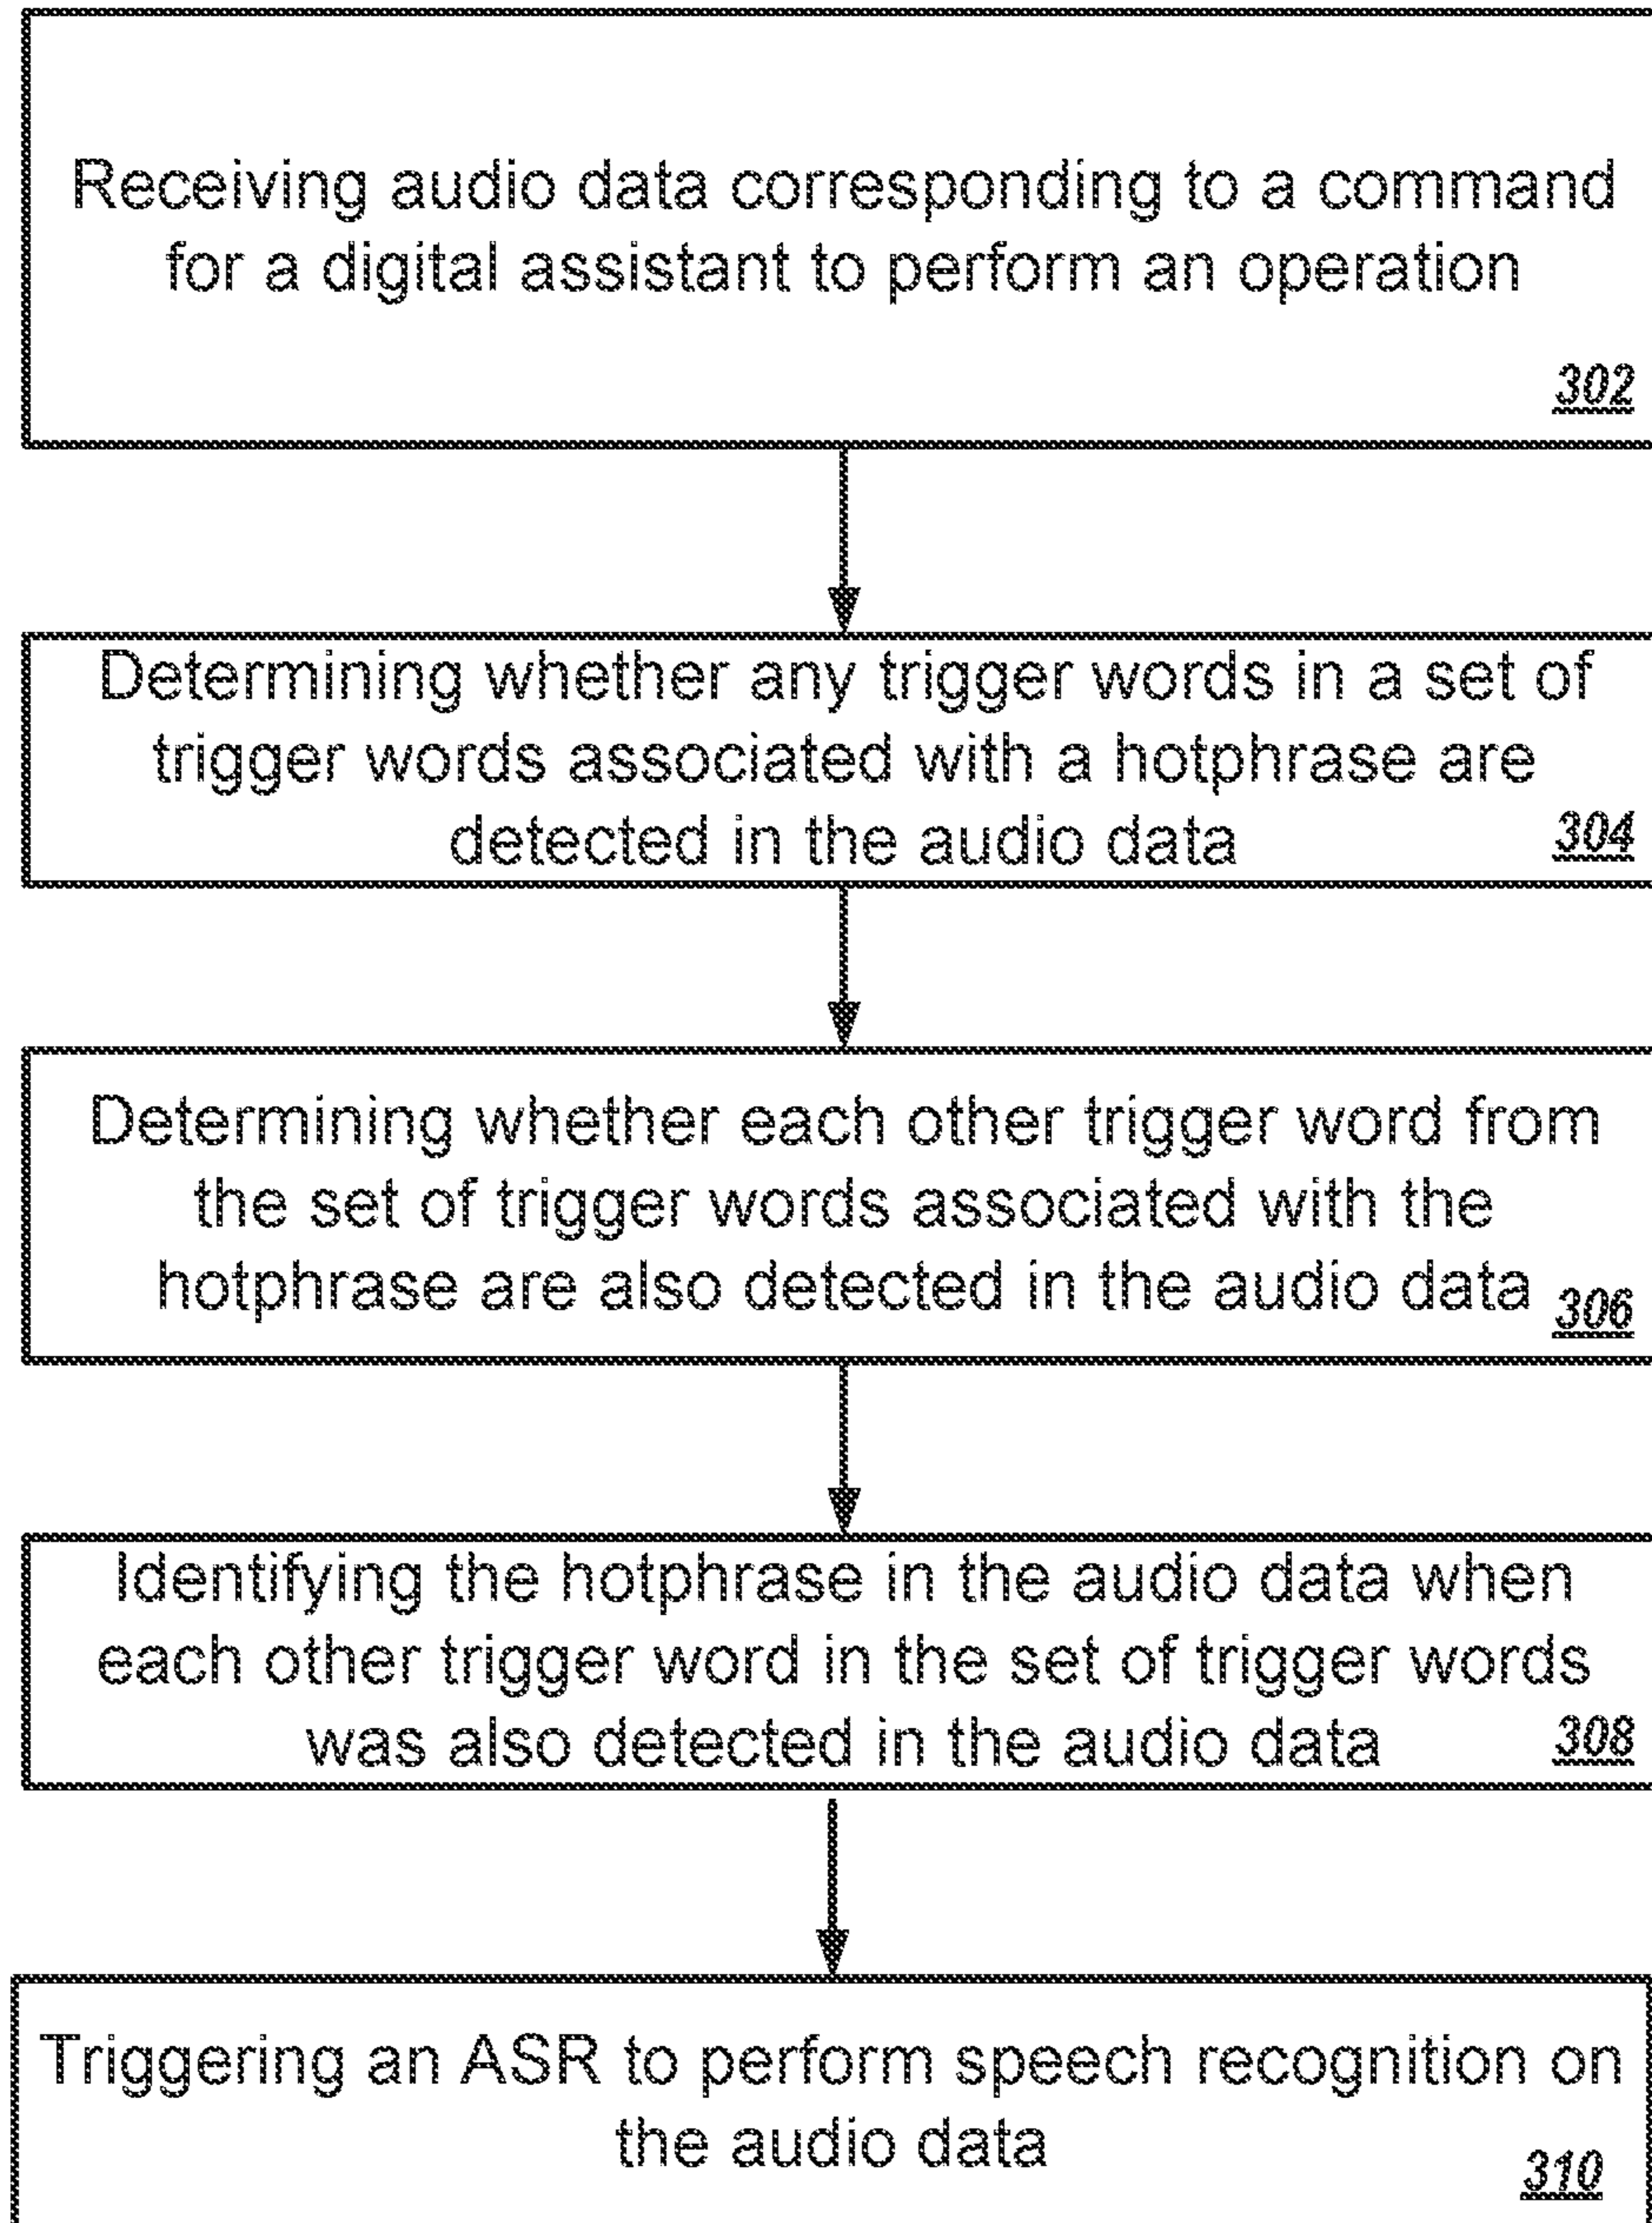 Receiving audio data corresponding to a command
for a digital assistant to perform an operation
302
Determining whether any trigger words in a set of
trigger words associated with a hotphrase are
detected in the audio data
304
Determining whether each other trigger word from
the set of trigger words associated with the
hotphrase are also detected in the audio data
306
Identifying the hotphrase in the audio data when
each other trigger word in the set of trigger words
was also detected in the audio data
308
Triggering an ASR to perform speech recognition on
the audio data
310